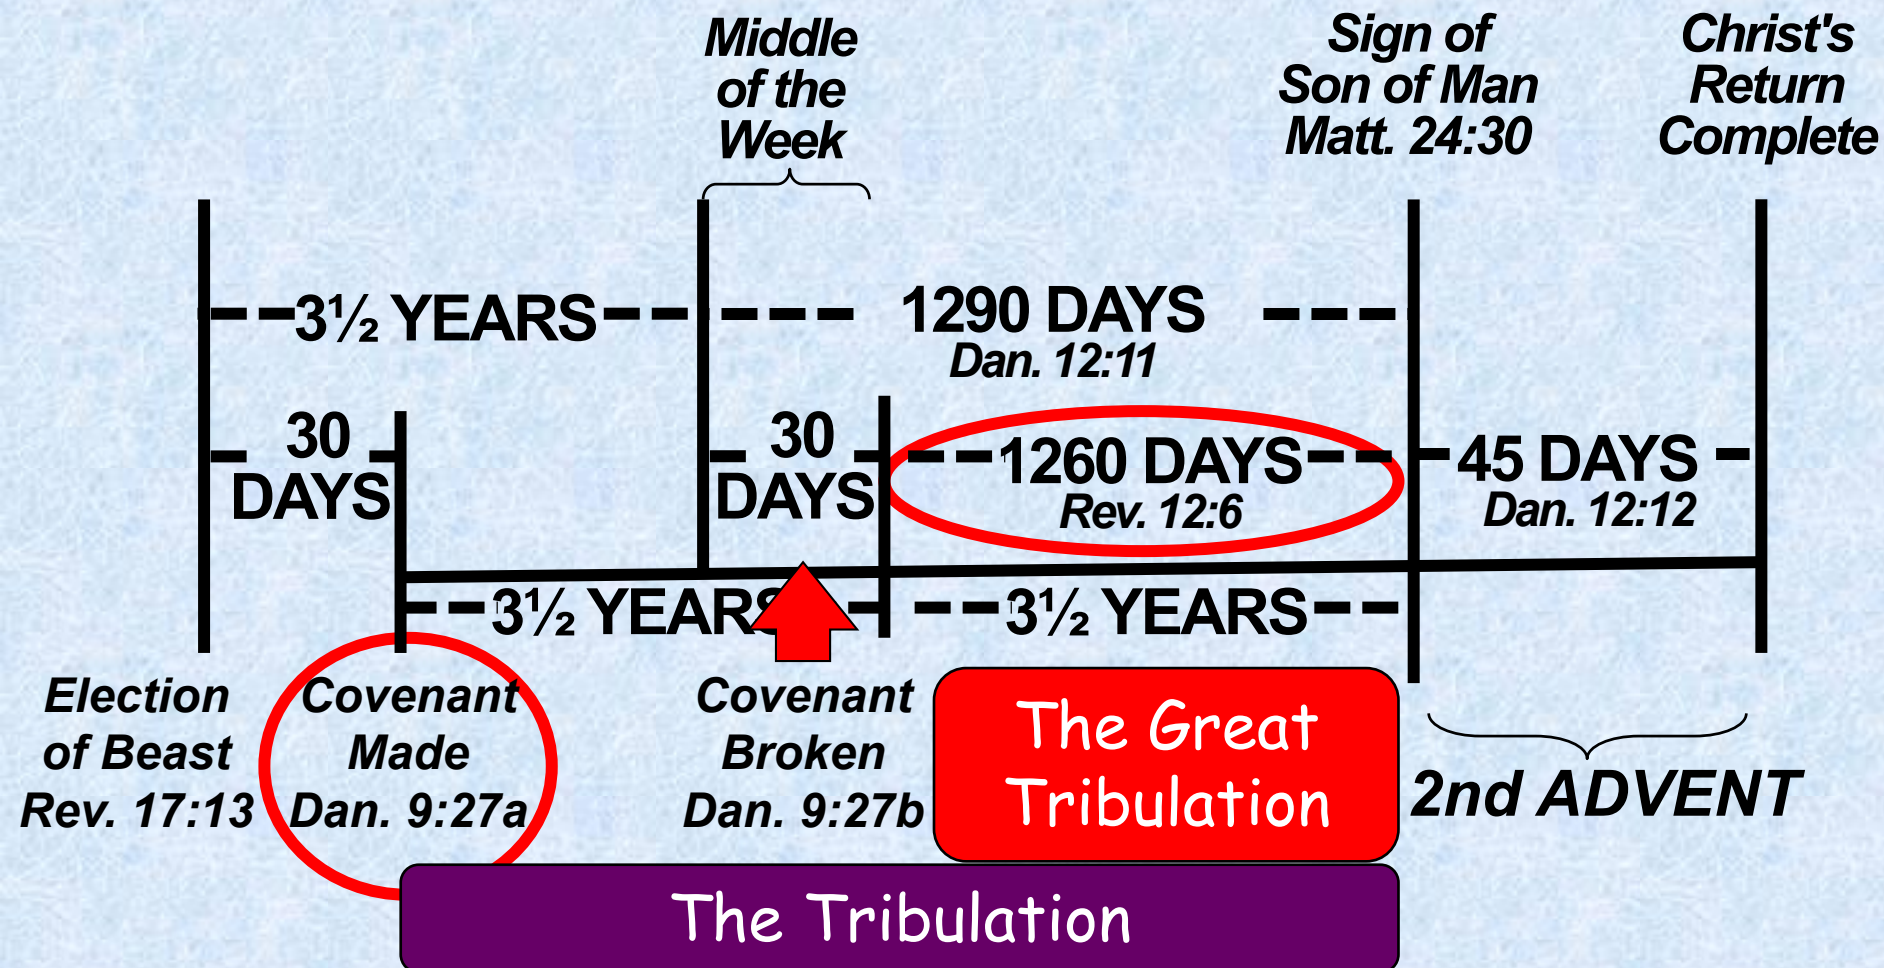 Middle
of the
Week
Sign of
Son of Man
Matt. 24:30
Christ's
Return
Complete
3½ YEARS
1290 DAYS
Dan. 12:11
30
DAYS
30
DAYS
1260 DAYS
Rev. 12:6
45 DAYS
Dan. 12:12
3½ YEARS
3½ YEARS
Election
of Beast
Rev. 17:13
Covenant
Made
Dan. 9:27a
Covenant
Broken
Dan. 9:27b
The Great
Tribulation
2nd ADVENT
The Tribulation